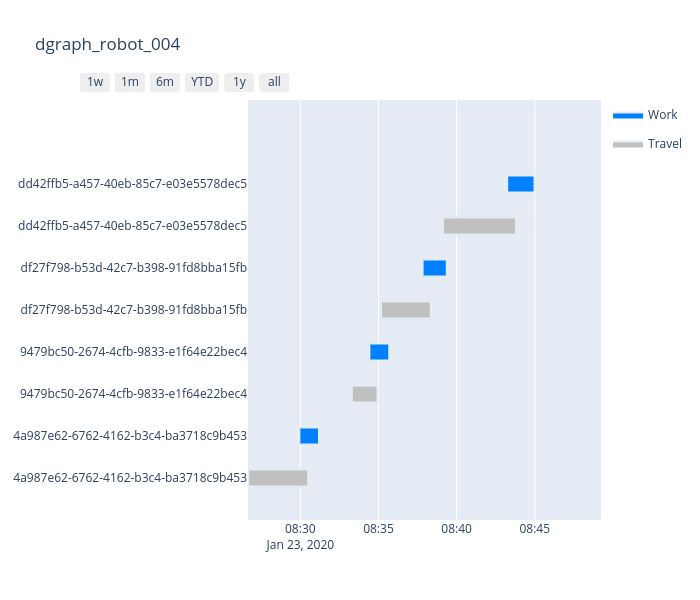 dgraph_robot_004
1w 1m 6m YTD 1y all
Work
Travel
dd42ffb5-a457-40eb-85c7-e03e5578dec5
dd42ffb5-a457-40eb-85c7-e03e5578dec5
df27f798-b53d-42c7-b398-91fd8bba15fb
df27f798-b53d-42c7-b398-91fd8bba15fb
9479bc50-2674-4cfb-9833-e1f64e22bec4
9479bc50-2674-4cfb-9833-e1f64e22bec4
4a987e62-6762-4162-b3c4-ba3718c9b453
4a987e62-6762-4162-b3c4-ba3718c9b453
08:30 08:35 08:40 08:45
Jan 23, 2020